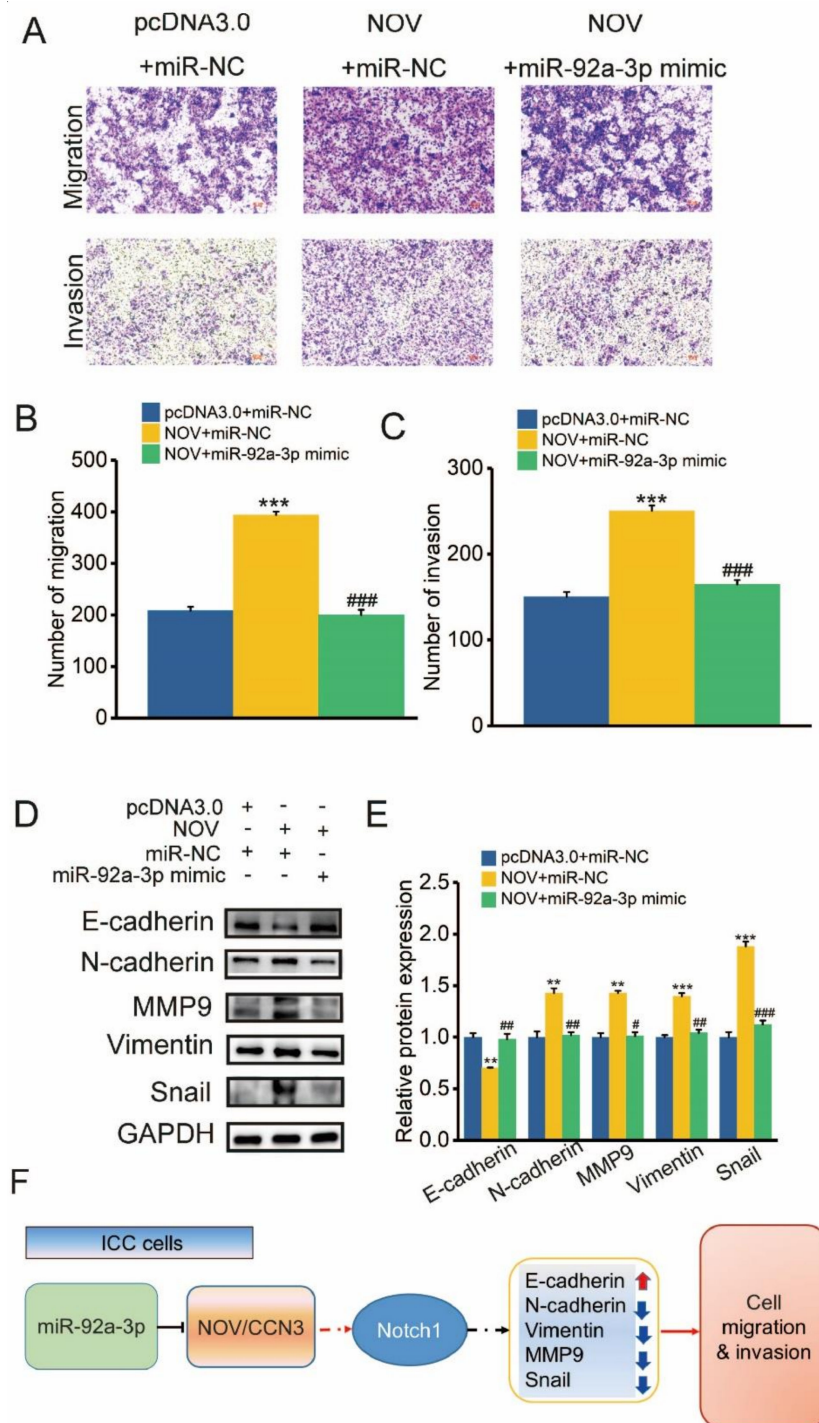 A
pcDNA3.0 +miR-NC
NOV +miR-NC
NOV +miR-92a-3p mimic
Migration
Invasion
B
pcDNA3.0+miR-NC
NOV+miR-NC
NOV+miR-92a-3p mimic
Number of migration
500
400
300
200
100
0
***
###
C
pcDNA3.0+miR-NC
NOV+miR-NC
NOV+miR-92a-3p mimic
Number of invasion
300
200
100
0
***
###
D
pcDNA3.0 + - -
NOV - + +
miR-NC + + -
miR-92a-3p mimic - - +
E-cadherin
N-cadherin
MMP9
Vimentin
Snail
GAPDH
E
pcDNA3.0+miR-NC
NOV+miR-NC
NOV+miR-92a-3p mimic
Relative protein expression
2.5
2.0
1.5
1.0
0.5
0.0
** ##
** ##
** #
*** ##
*** ###
E-cadherin
N-cadherin
MMP9
Vimentin
Snail
F
ICC cells
miR-92a-3p
NOV/CCN3
Notch1
E-cadherin
N-cadherin
Vimentin
MMP9
Snail
Cell
migration
& invasion